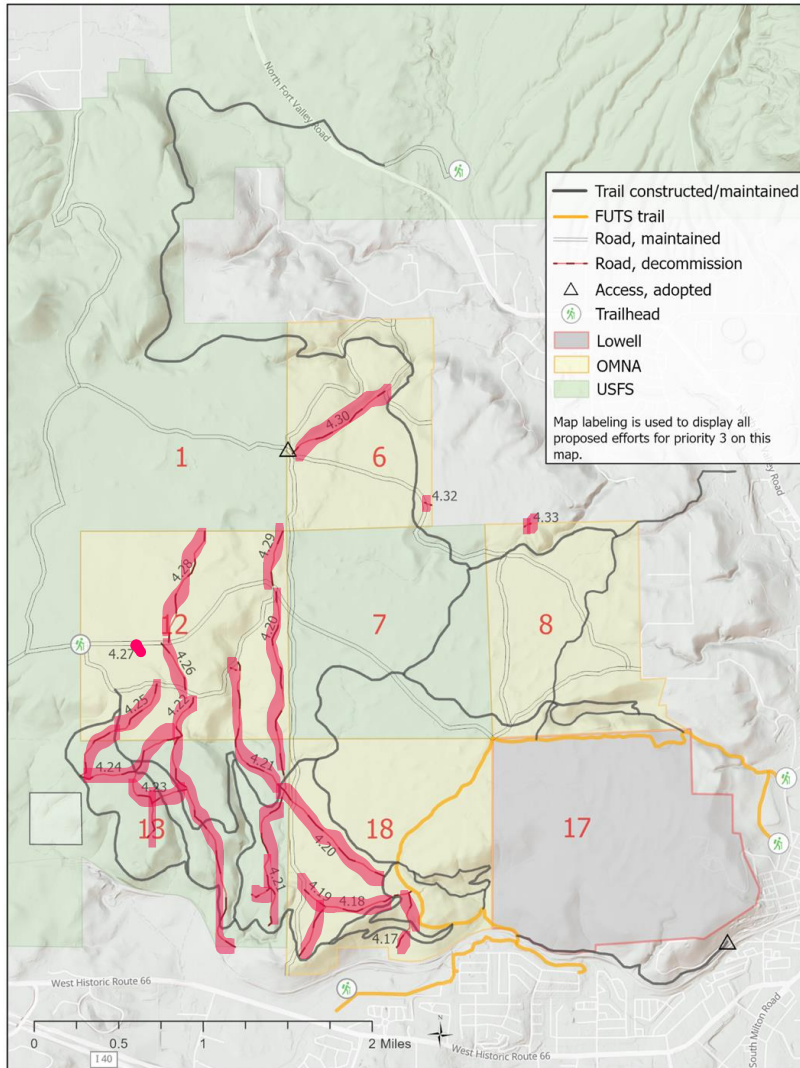 North Fort Valley Road
Trail constructed/maintained
FUTS trail
Road, maintained
Road, decommission
Access, adopted
Trailhead
Lowell
OMNA
USFS
Map labeling is used to display all
proposed efforts for priority 3 on this
map.
Valley Road
4.30
1
6
4.32
4.33
4.29
4.28
4.20
12
7
8
4.27
4.26
4.25
4.22
4.21
4.24
4.23
13
18
17
4.20
4.21
4.19
4.18
4.17
West Historic Route 66
N
0
0.5
1
2 Miles
I 40
West Historic Route 66
South Milton Road